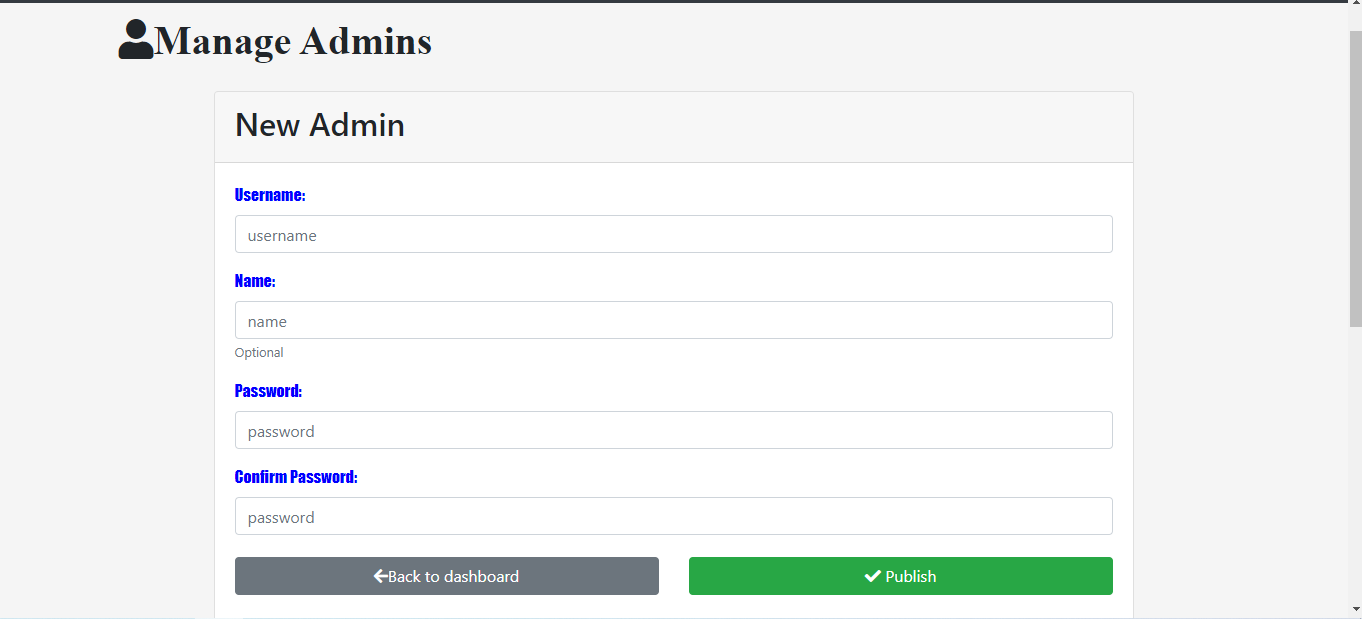 Manage Admins
New Admin
Username:
username
Name:
name
Optional
Password:
password
Confirm Password:
password
Back to dashboard
Publish